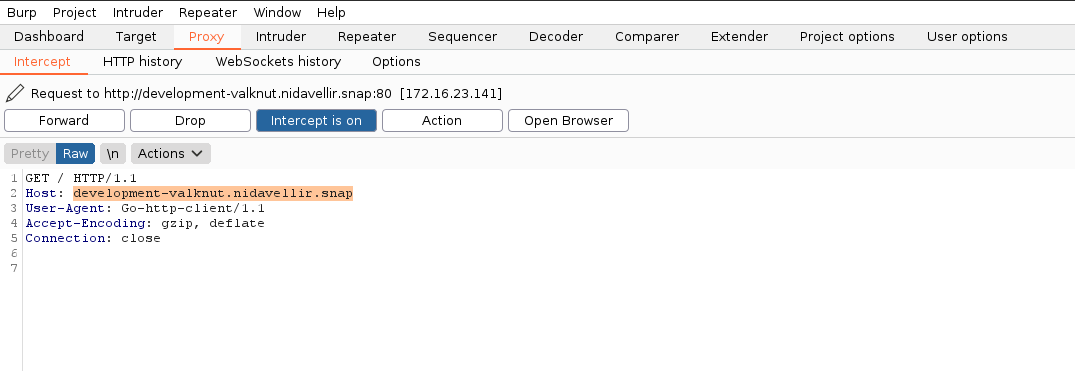 Burp Project Intruder Repeater Window Help
Dashboard Target Proxy Intruder Repeater Sequencer Decoder Comparer Extender Project options User options
Intercept HTTP history WebSockets history Options
Request to http://development-valknut.nidavellir.snap:80 [172.16.23.141]
Forward Drop Intercept is on Action Open Browser
Pretty Raw \n Actions
1 GET / HTTP/1.1
2 Host: development-valknut.nidavellir.snap
3 User-Agent: Go-http-client/1.1
4 Accept-Encoding: gzip, deflate
5 Connection: close
6
7